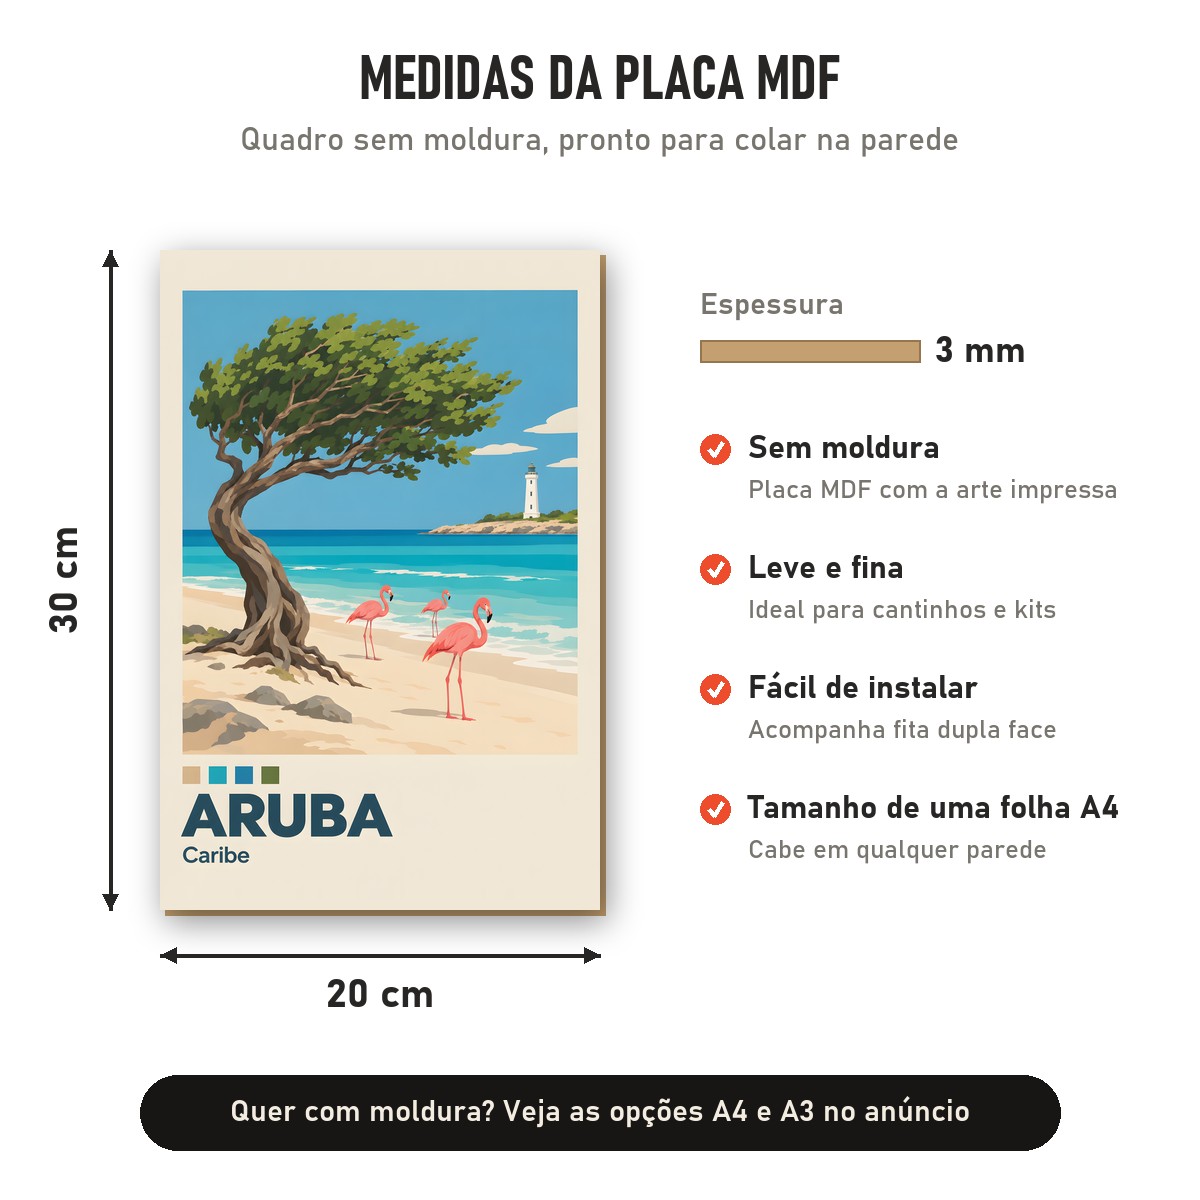 MEDIDAS DA PLACA MDF
Quadro sem moldura, pronto para colar na parede
30 cm
ARUBA
Caribe
20 cm
Espessura
3 mm
Sem moldura
Placa MDF com a arte impressa
Leve e fina
Ideal para cantinhos e kits
Fácil de instalar
Acompanha fita dupla face
Tamanho de uma folha A4
Cabe em qualquer parede
Quer com moldura? Veja as opções A4 e A3 no anúncio